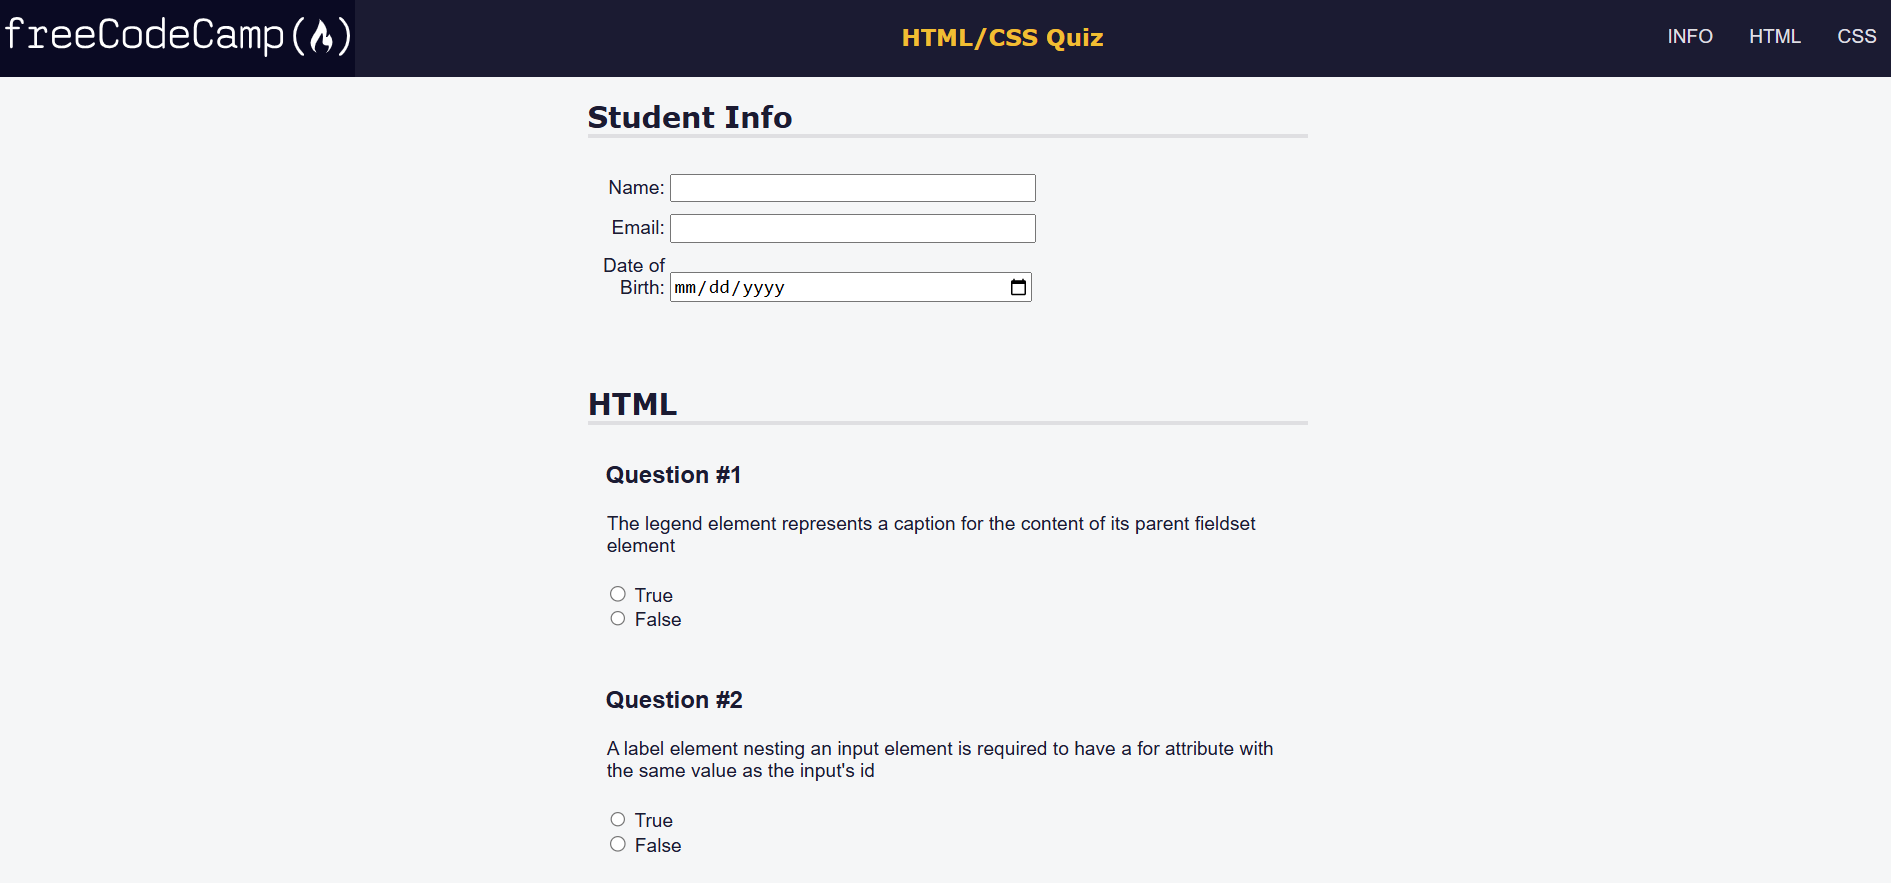 freeCodeCamp
HTML/CSS Quiz
INFO HTML CSS
Student Info
Name:
Email:
Date of
Birth: mm/dd/yyyy
HTML
Question #1
The legend element represents a caption for the content of its parent fieldset
element
True
False
Question #2
A label element nesting an input element is required to have a for attribute with
the same value as the input's id
True
False